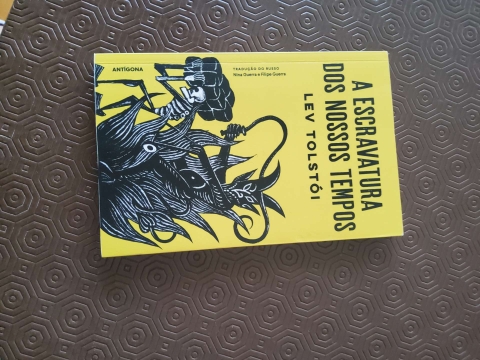 ANTÍGONA
TRADUÇÃO DO RUSSO
Nina Guerra e Filipe Guerra
A ESCRAVATURA
DOS NOSSOS TEMPOS
LEV TOLSTÓI